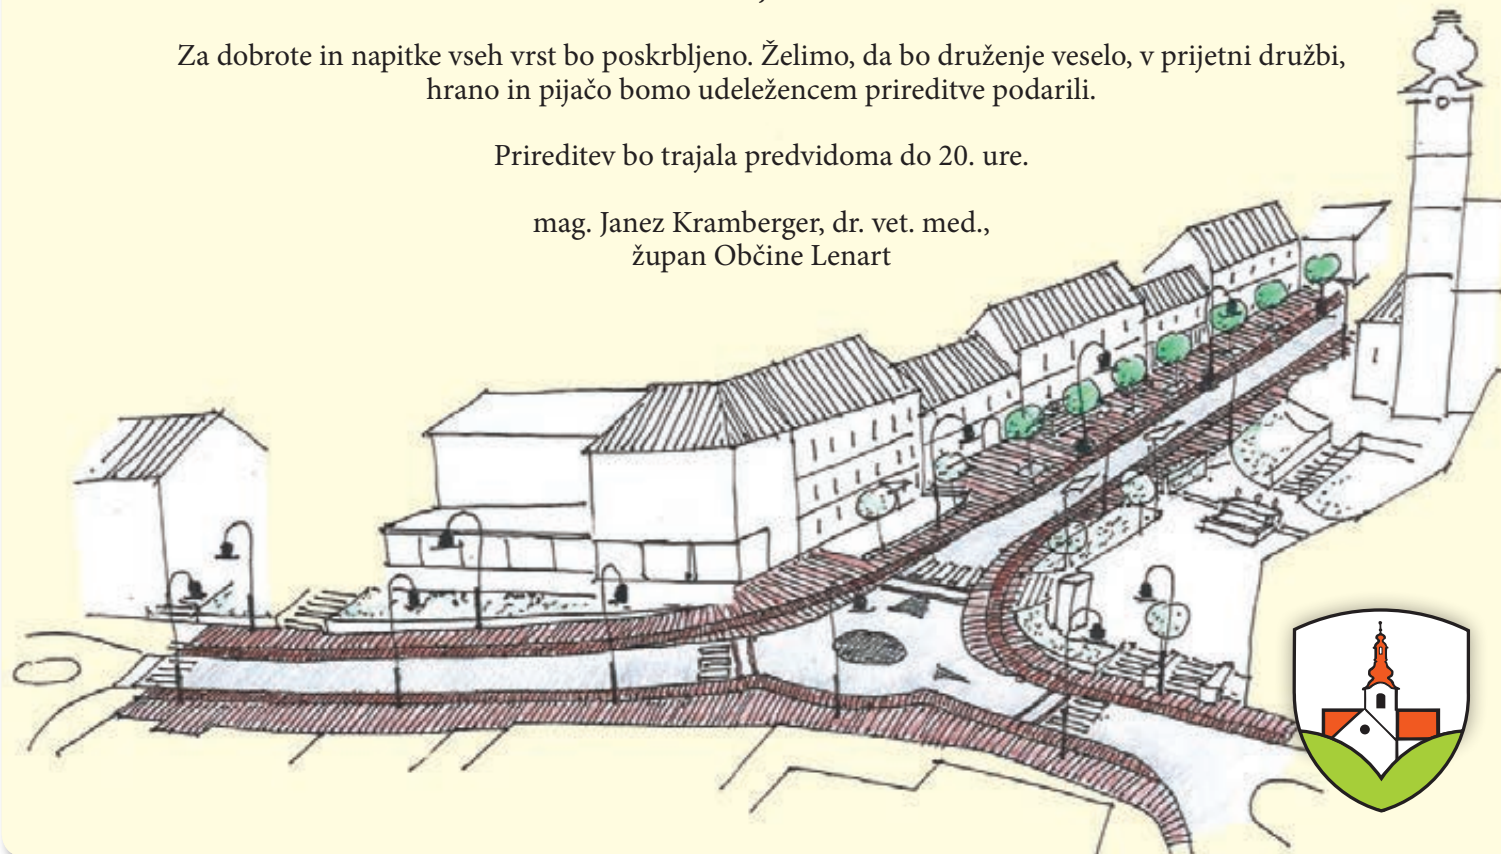 Za dobrote in napitke vseh vrst bo poskrbljeno. Želimo, da bo druženje veselo, v prijetni družbi,
hrano in pijačo bomo udeležencem prireditve podarili.
Prireditev bo trajala predvidoma do 20. ure.
mag. Janez Kramberger, dr. vet. med.,
župan Občine Lenart